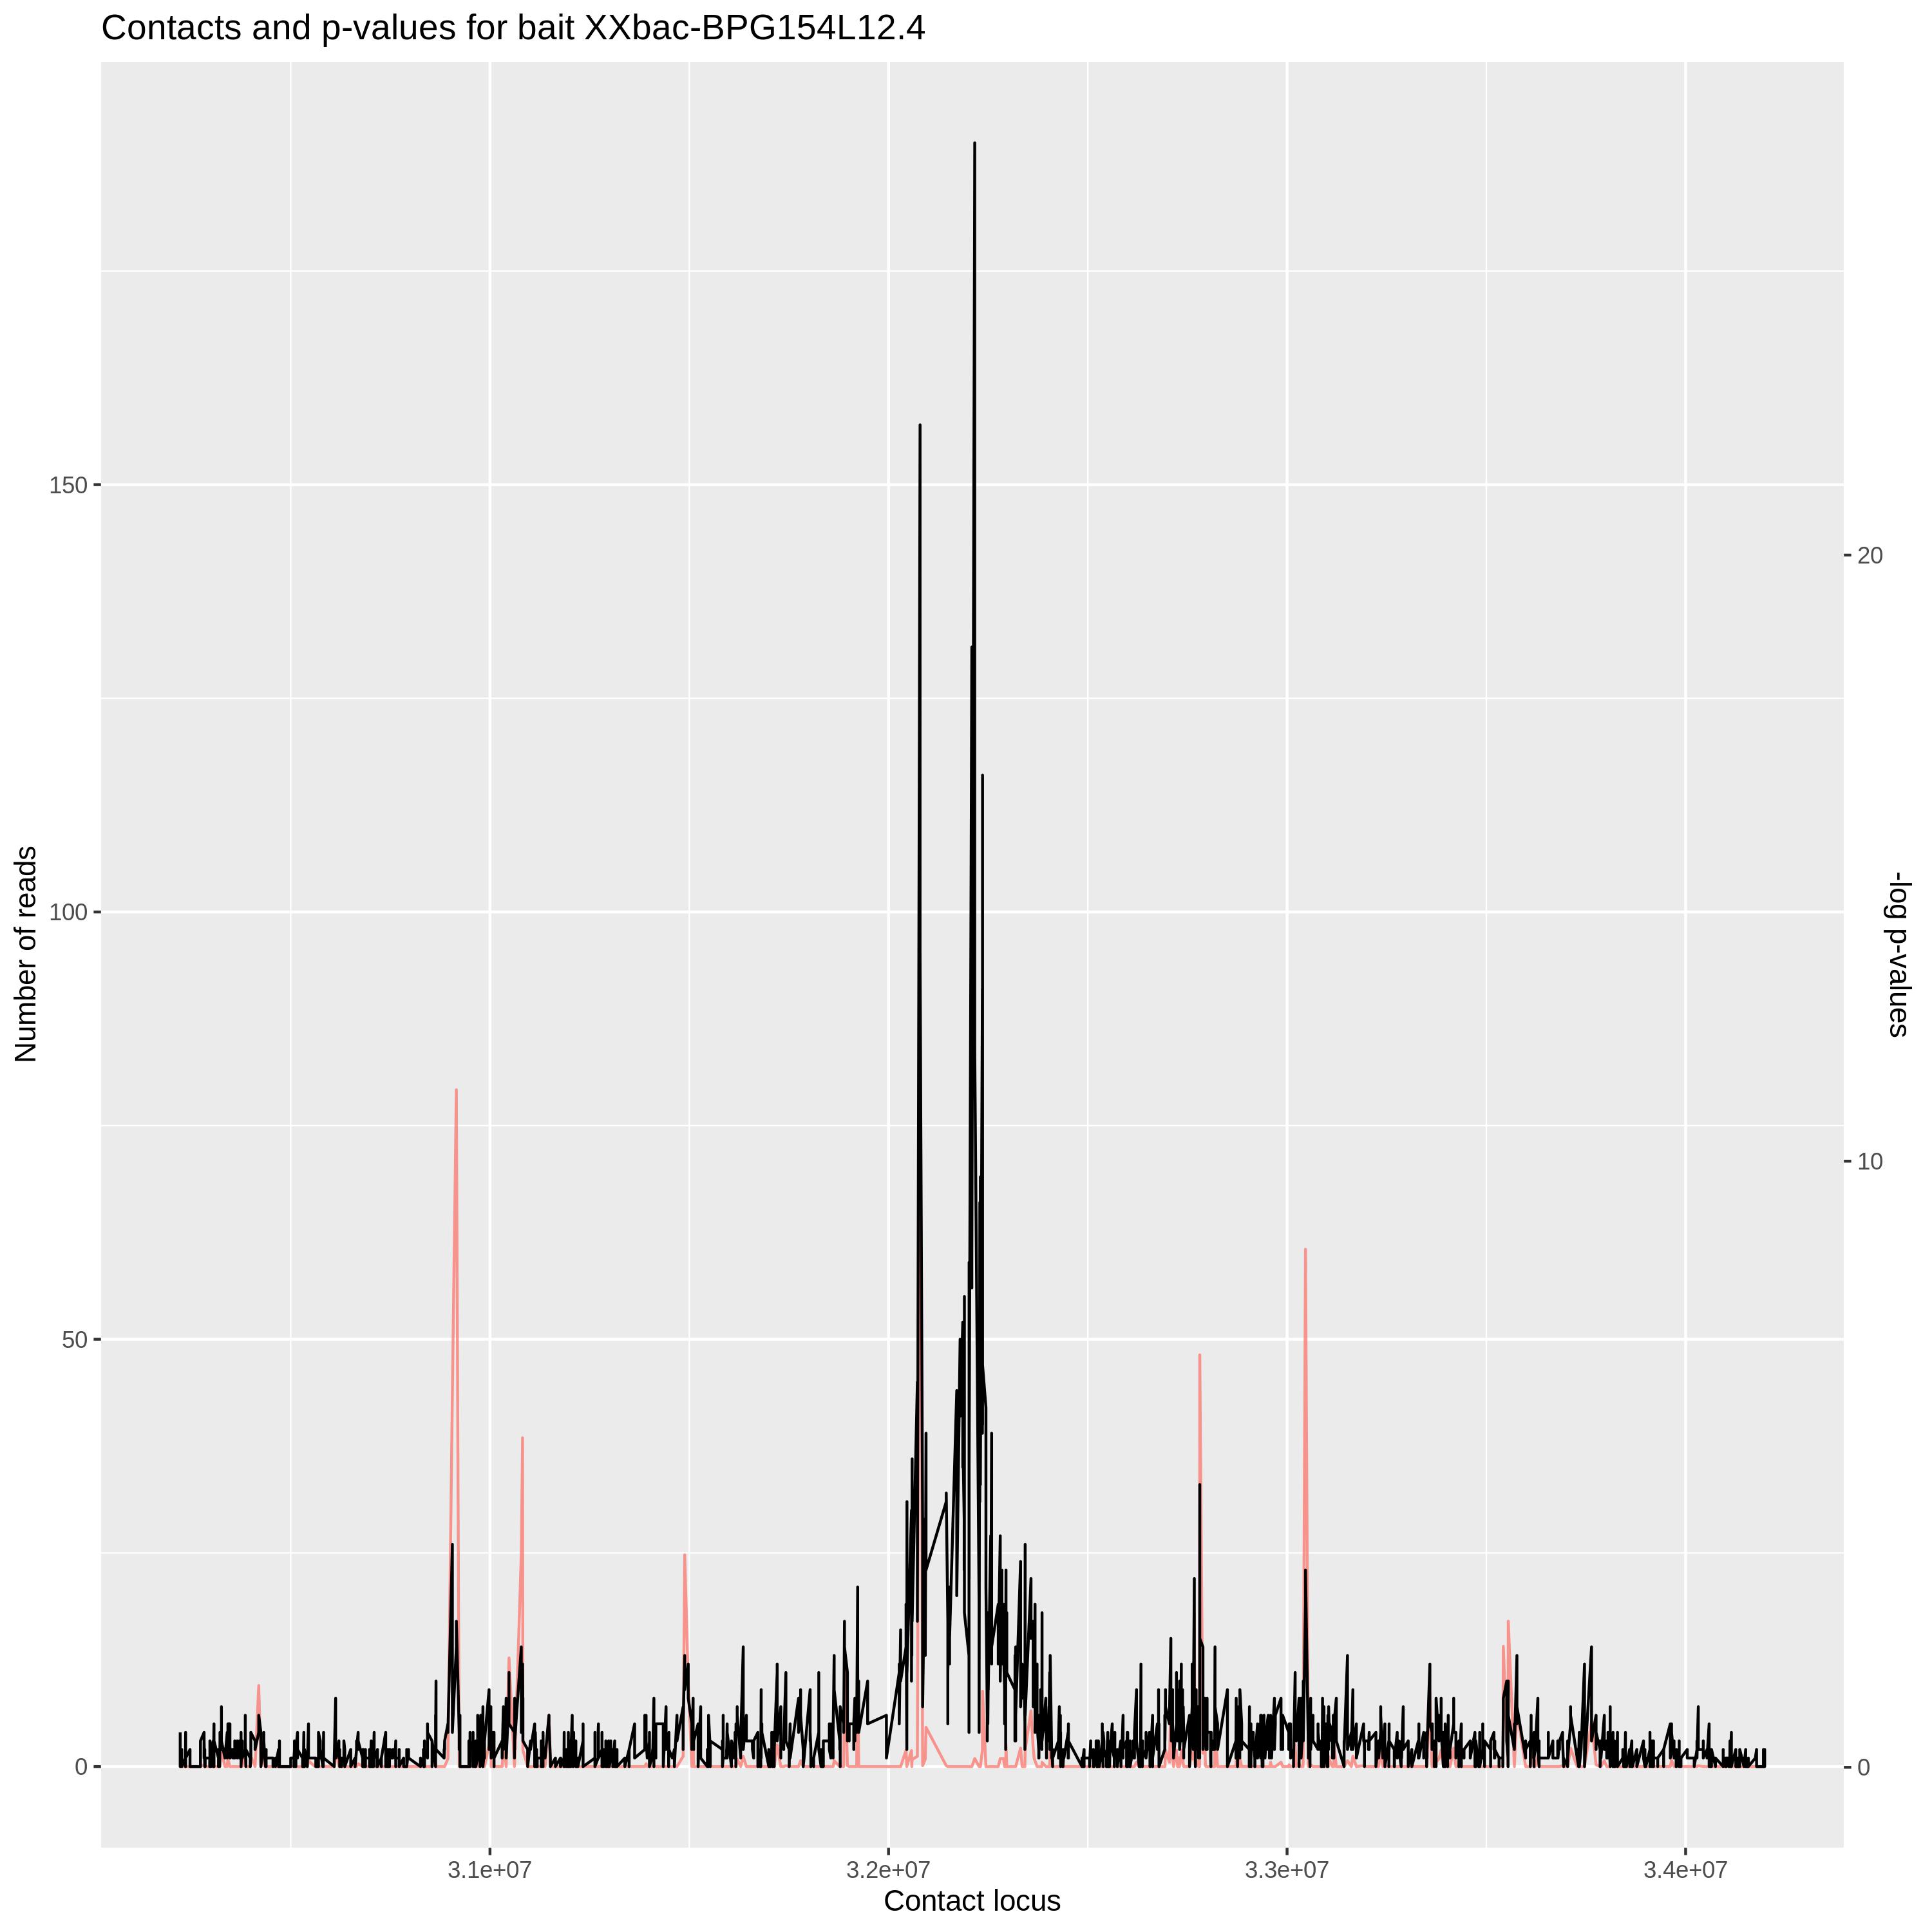 Contacts and p-values for bait XXbac-BPG154L12.4
150
100
50
0
Number of reads
20
10
0
-log p-values
3.1e+07
3.2e+07
3.3e+07
3.4e+07
Contact locus